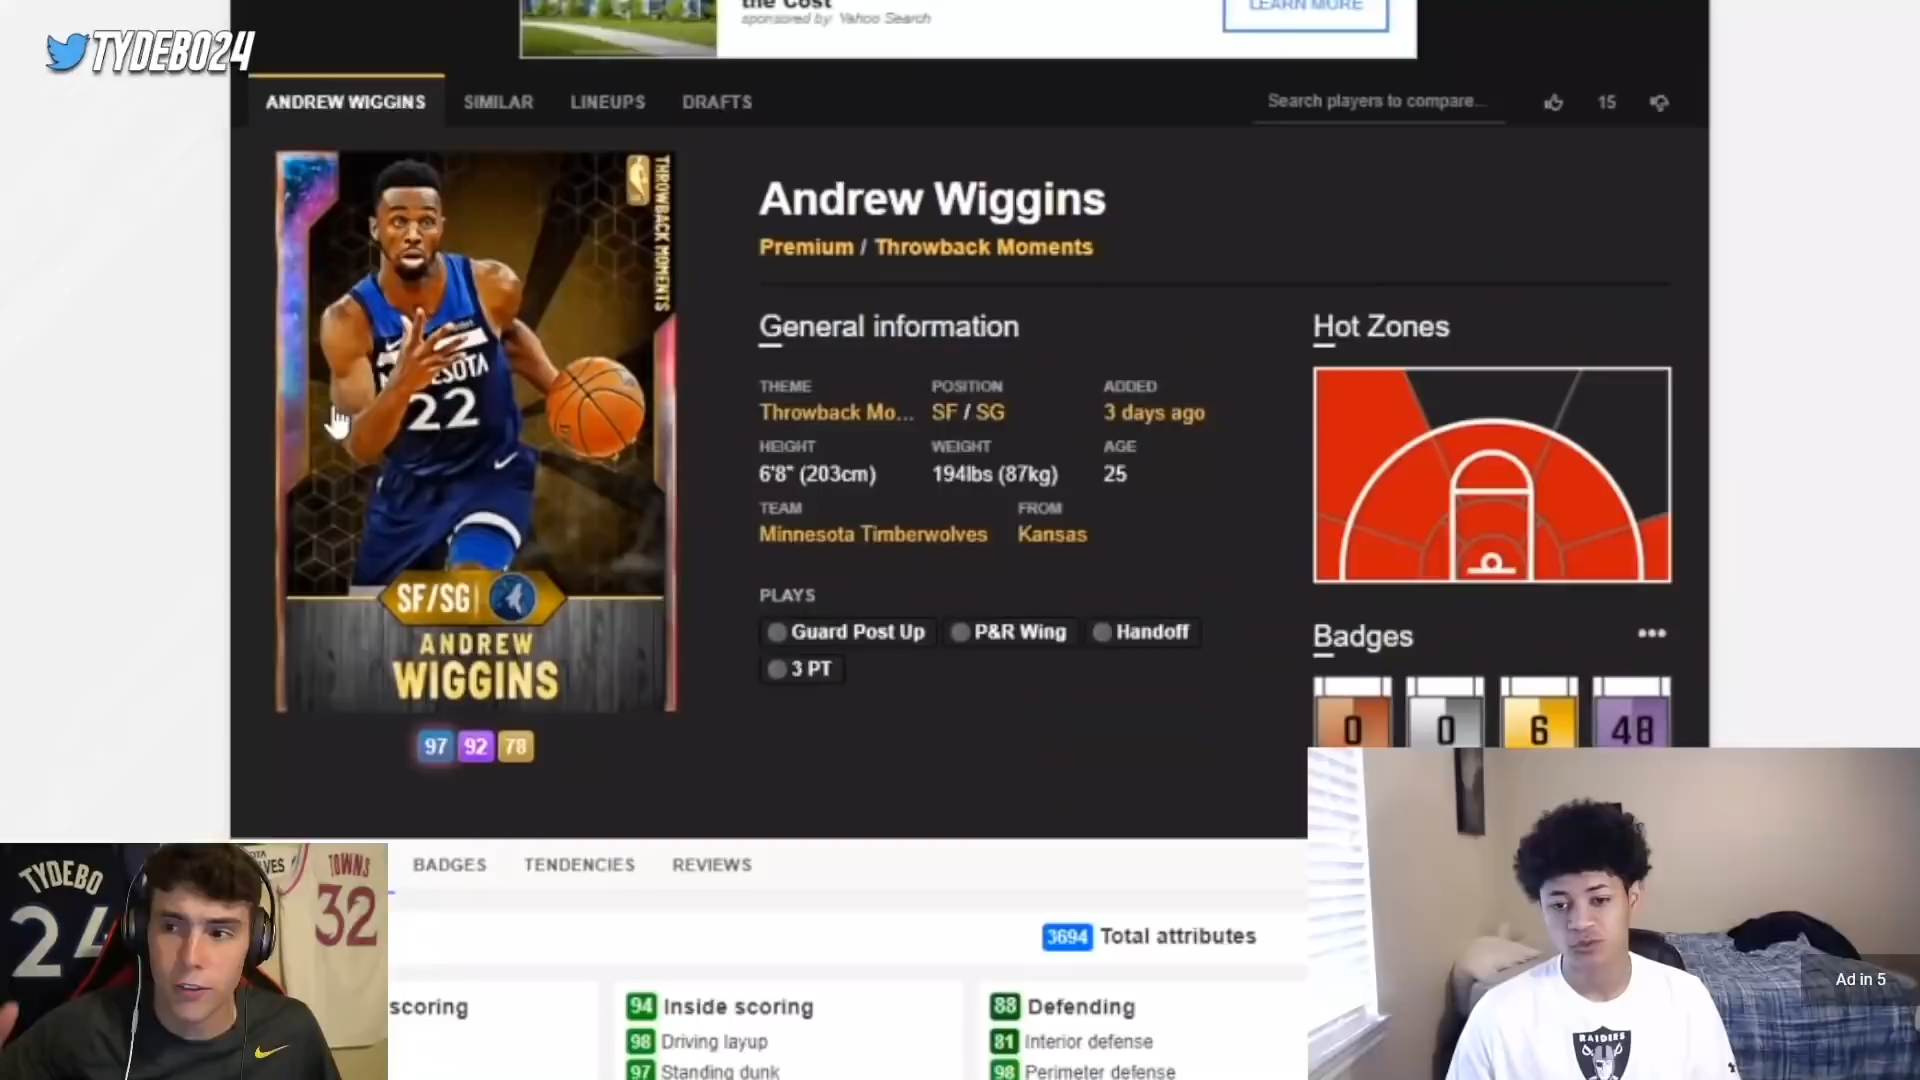 the Cost
sponsored by: Yahoo Search
LEARN MORE
TYDEBO24
ANDREW WIGGINS SIMILAR LINEUPS DRAFTS
Search players to compare...
15
THROWBACK MOMENTS
MINNESOTA
22
SF/SG
ANDREW
WIGGINS
97 92 78
Andrew Wiggins
Premium / Throwback Moments
General information
THEME POSITION ADDED
Throwback Mo... SF / SG 3 days ago
HEIGHT WEIGHT AGE
6'8" (203cm) 194lbs (87kg) 25
TEAM FROM
Minnesota Timberwolves Kansas
PLAYS
Guard Post Up P&R Wing Handoff
3 PT
Hot Zones
Badges
0 0 6 48
BADGES TENDENCIES REVIEWS
3694 Total attributes
scoring
94 Inside scoring
98 Driving layup
97 Standing dunk
88 Defending
81 Interior defense
98 Perimeter defense
TYDEBO
24
TOWNS
32
RAIDERS
Ad in 5